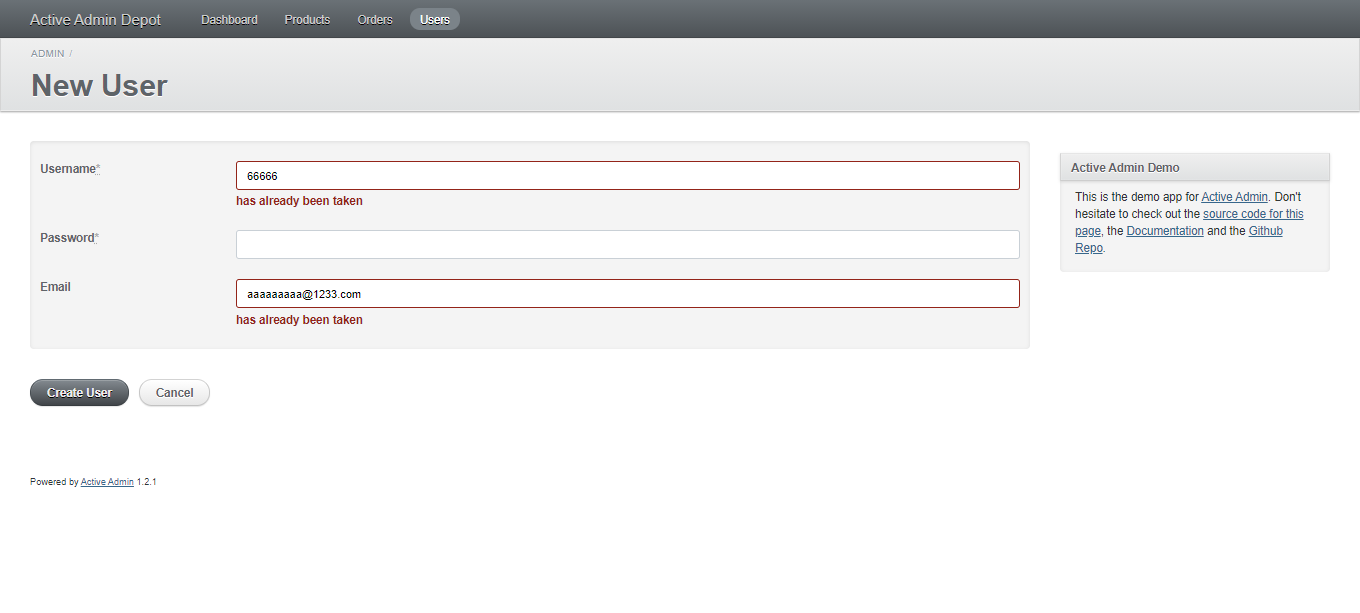 Active Admin Depot Dashboard Products Orders Users
ADMIN /
New User
Username*
66666
has already been taken
Password*
Email
aaaaaaaaa@1233.com
has already been taken
Create User Cancel
Active Admin Demo
This is the demo app for Active Admin. Don't
hesitate to check out the source code for this
page, the Documentation and the Github
Repo.
Powered by Active Admin 1.2.1